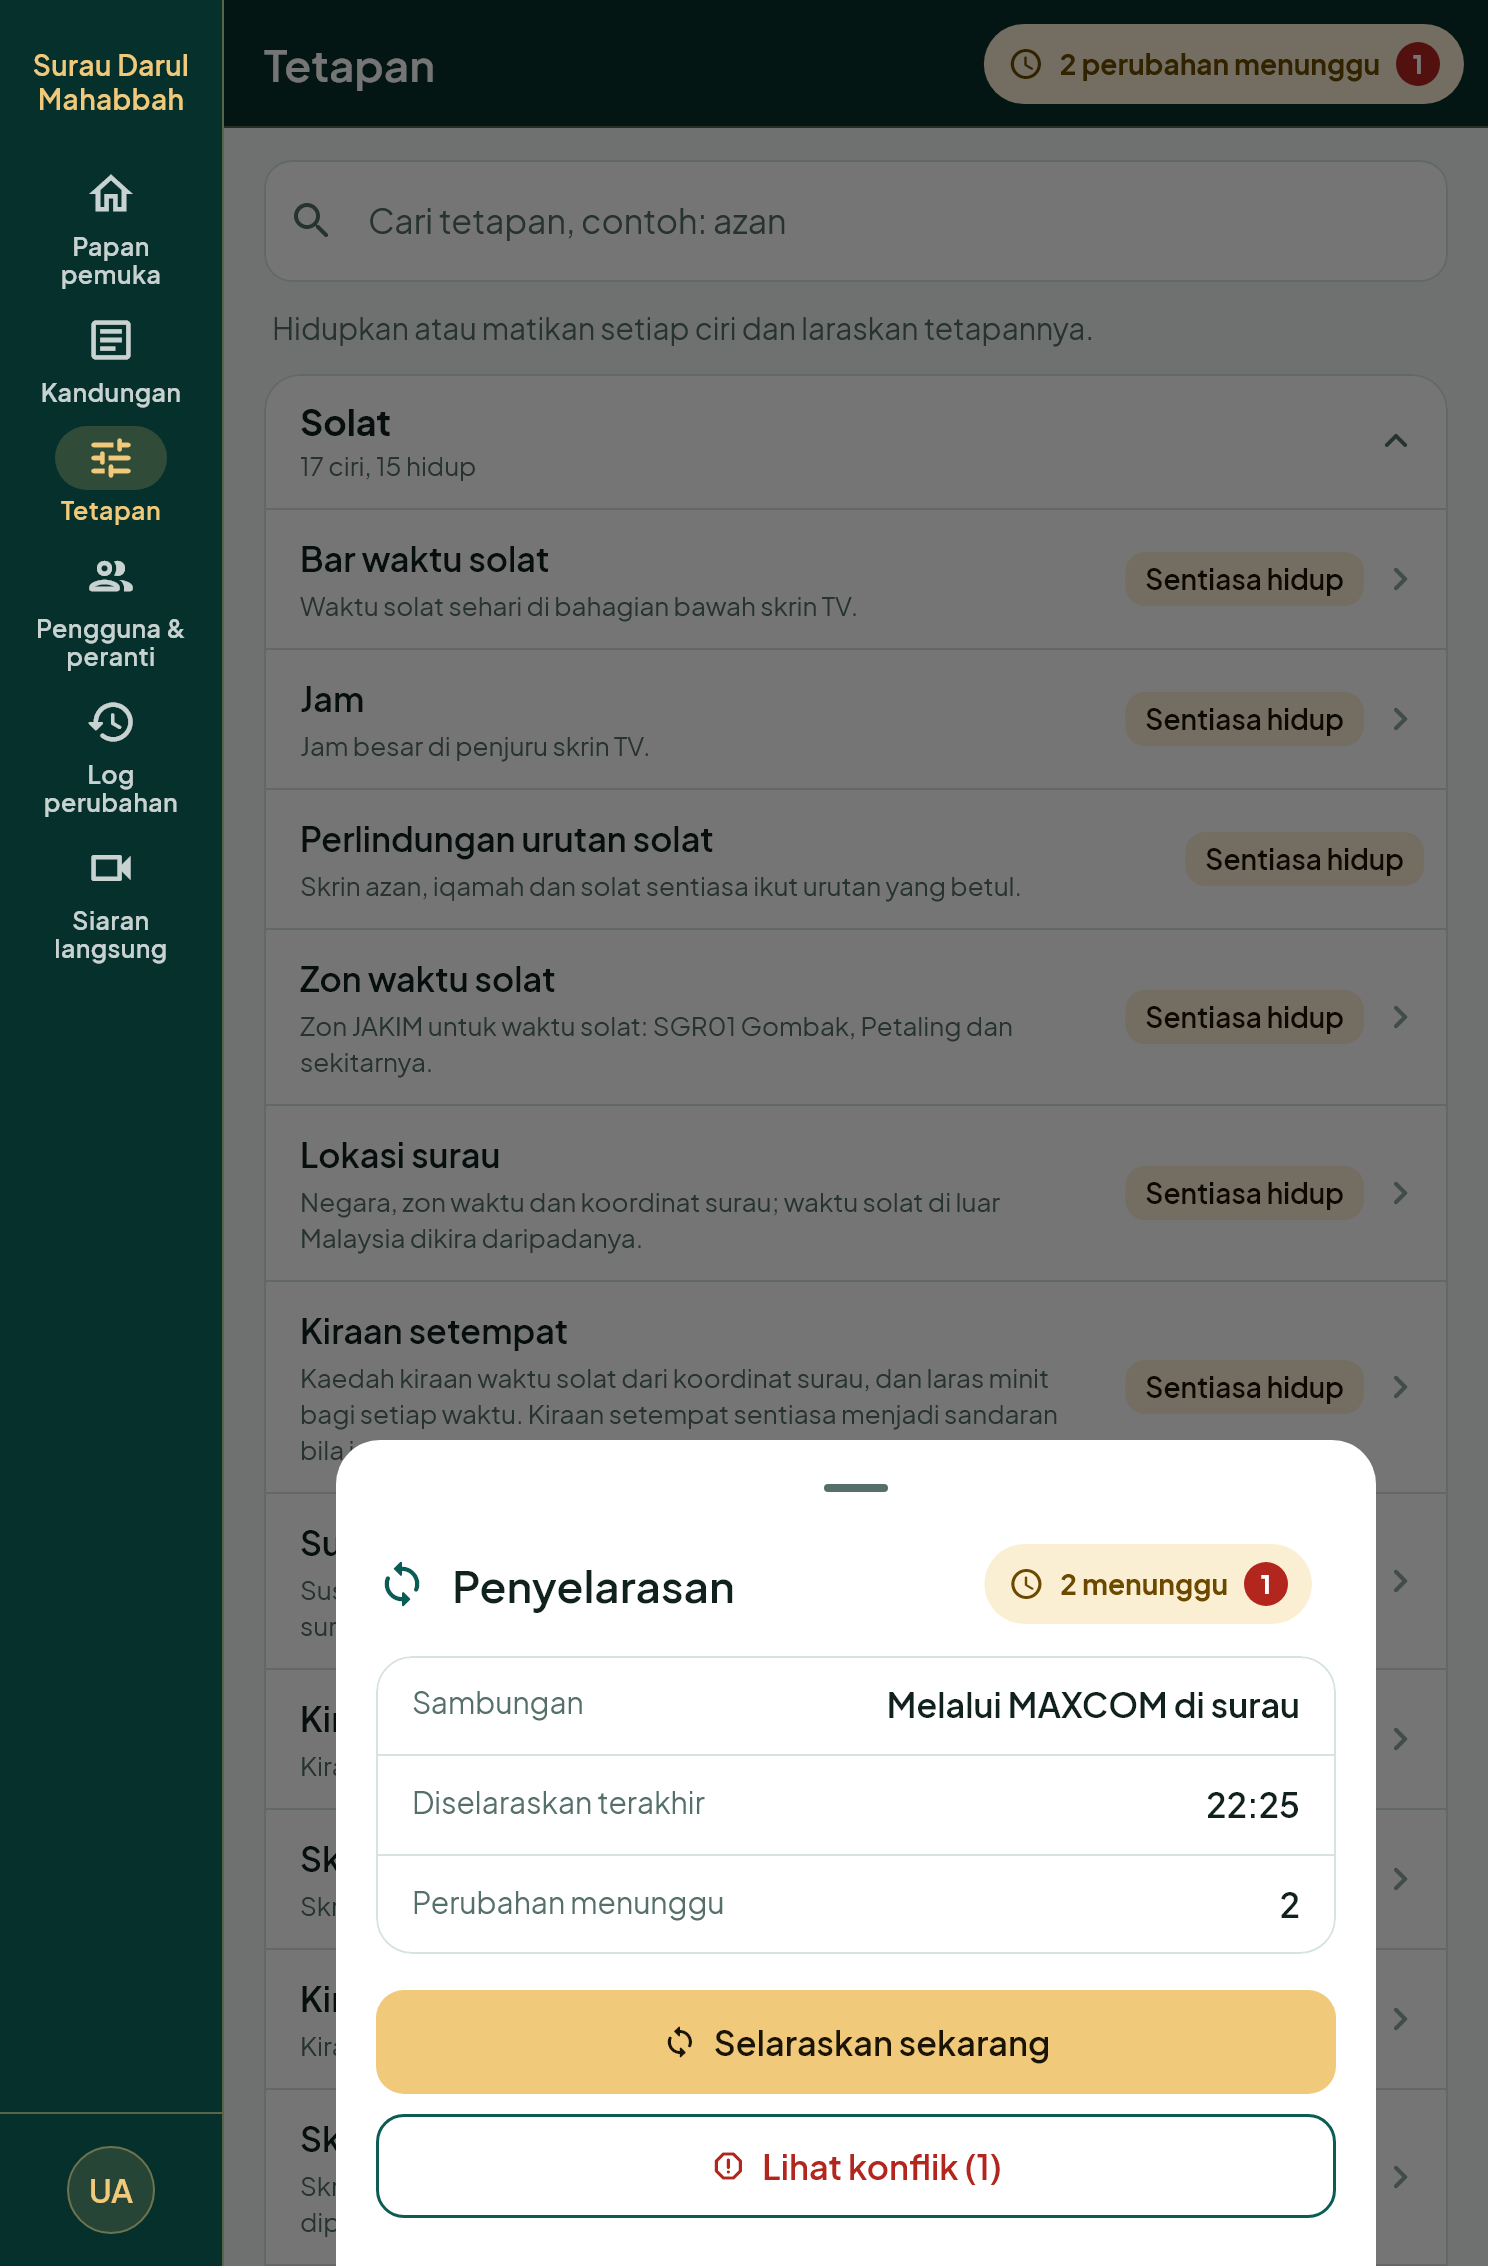 Surau Darul
Mahabbah
Papan
pemuka
Kandungan
Tetapan
Pengguna &
peranti
Log
perubahan
Siaran
langsung
UA
Tetapan
2 perubahan menunggu 1
Cari tetapan, contoh: azan
Hidupkan atau matikan setiap ciri dan laraskan tetapannya.
Solat
17 ciri, 15 hidup
Bar waktu solat
Waktu solat sehari di bahagian bawah skrin TV.
Sentiasa hidup
Jam
Jam besar di penjuru skrin TV.
Sentiasa hidup
Perlindungan urutan solat
Skrin azan, iqamah dan solat sentiasa ikut urutan yang betul.
Sentiasa hidup
Zon waktu solat
Zon JAKIM untuk waktu solat: SGR01 Gombak, Petaling dan
sekitarnya.
Sentiasa hidup
Lokasi surau
Negara, zon waktu dan koordinat surau; waktu solat di luar
Malaysia dikira daripadanya.
Sentiasa hidup
Kiraan setempat
Kaedah kiraan waktu solat dari koordinat surau, dan laras minit
bagi setiap waktu. Kiraan setempat sentiasa menjadi sandaran
bila
Sentiasa hidup
Penyelarasan
2 menunggu 1
Sambungan
Melalui MAXCOM di surau
Diselaraskan terakhir
22:25
Perubahan menunggu
2
Selaraskan sekarang
Lihat konflik (1)